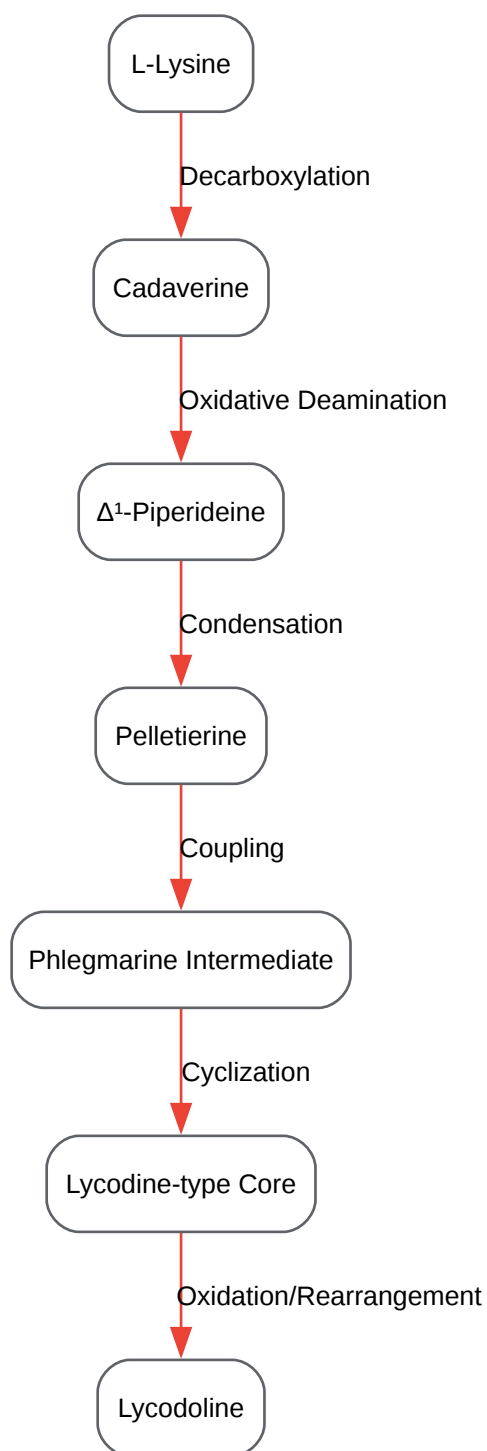 L-Lysine
Decarboxylation
Cadaverine
Oxidative Deamination
Δ¹-Piperideine
Condensation
Pelletierine
Coupling
Phlegmarine Intermediate
Cyclization
Lycodine-type Core
Oxidation/Rearrangement
Lycodoline